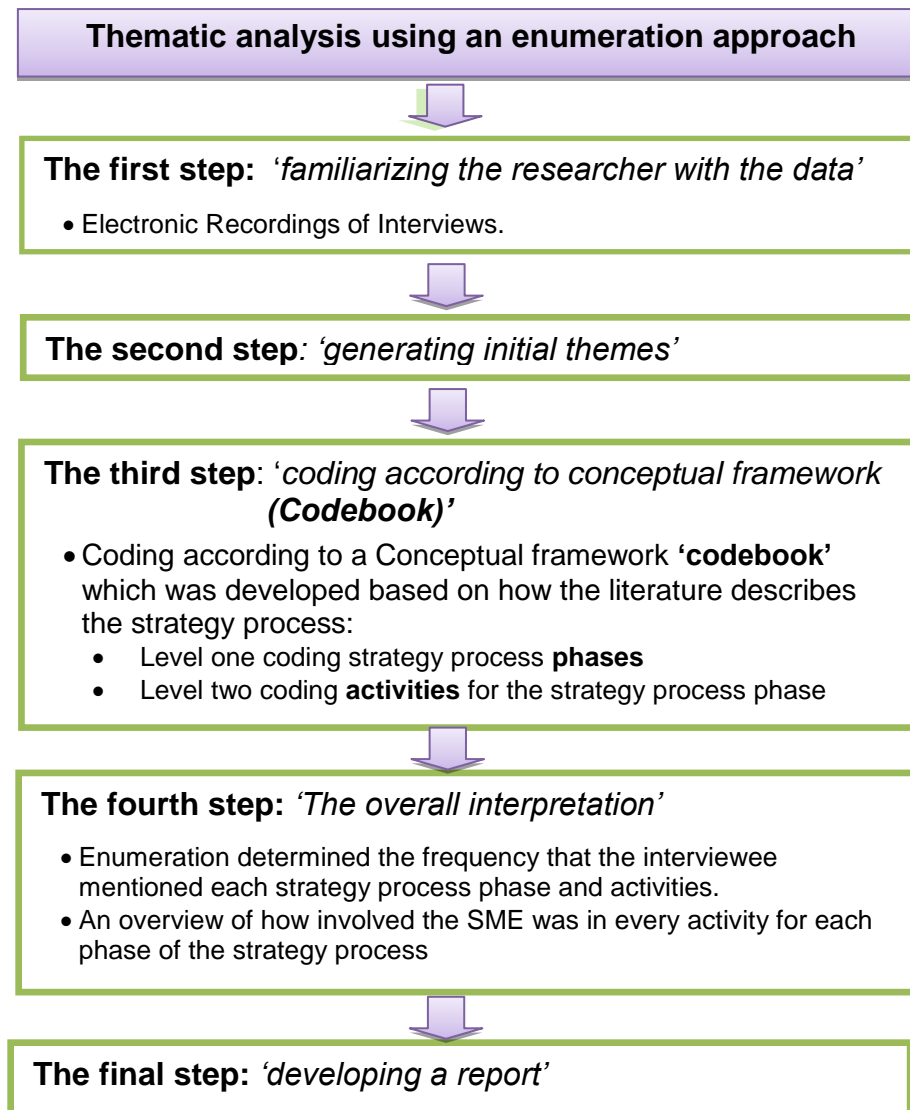 Thematic analysis using an enumeration approach
The first step: ‘familiarizing the researcher with the data’
• Electronic Recordings of Interviews.
The second step: ‘generating initial themes’
The third step: ‘coding according to conceptual framework
(Codebook)’
• Coding according to a Conceptual framework ‘codebook’
which was developed based on how the literature describes
the strategy process:
• Level one coding strategy process phases
• Level two coding activities for the strategy process phase
The fourth step: ‘The overall interpretation’
• Enumeration determined the frequency that the interviewee
mentioned each strategy process phase and activities.
• An overview of how involved the SME was in every activity for each
phase of the strategy process
The final step: ‘developing a report’